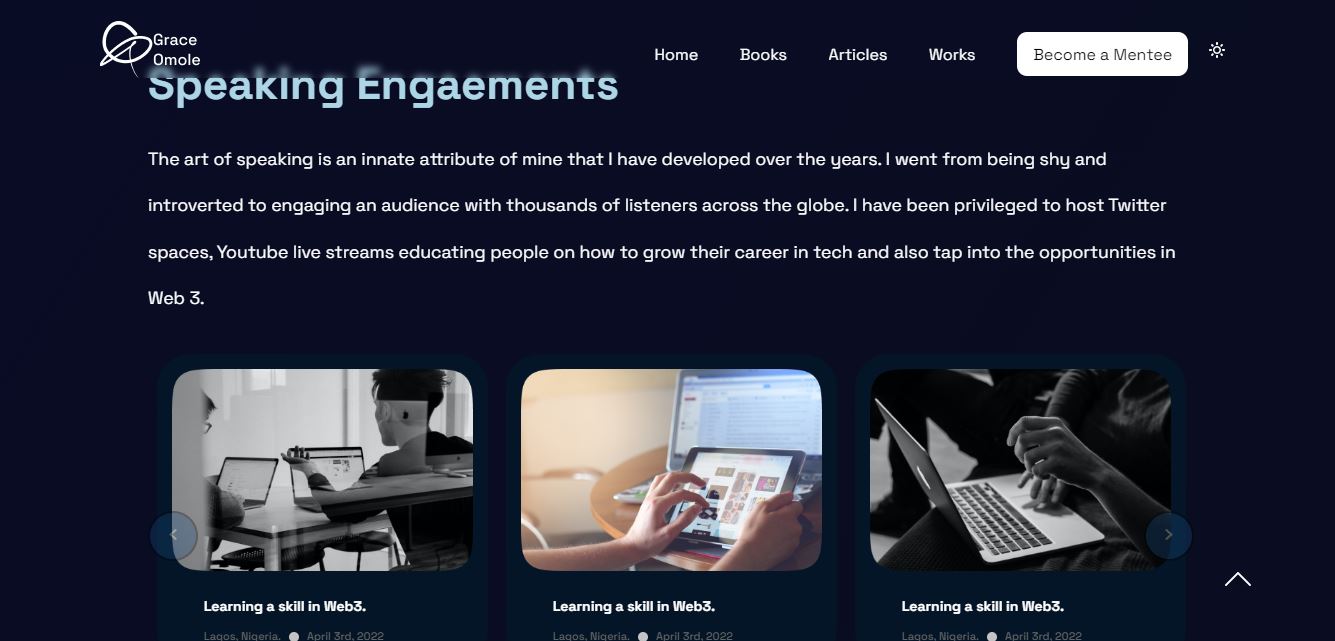 Grace
Omole
Home Books Articles Works Become a Mentee
Speaking Engaements
The art of speaking is an innate attribute of mine that I have developed over the years. I went from being shy and
introverted to engaging an audience with thousands of listeners across the globe. I have been privileged to host Twitter
spaces, Youtube live streams educating people on how to grow their career in tech and also tap into the opportunities in
Web 3.
Learning a skill in Web3. Learning a skill in Web3. Learning a skill in Web3.
Lagos, Nigeria. April 3rd, 2022 Lagos, Nigeria. April 3rd, 2022 Lagos, Nigeria. April 3rd, 2022